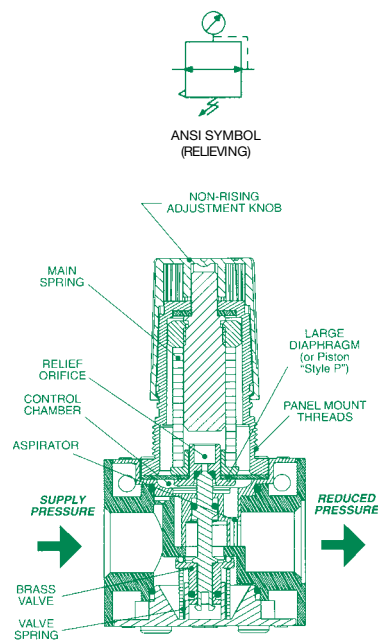 ANSI SYMBOL
(RELIEVING)
NON-RISING
ADJUSTMENT KNOB
MAIN
SPRING
LARGE
DIAPHRAGM
(or Piston
"Style P")
RELIEF
ORIFICE
CONTROL
CHAMBER
PANEL MOUNT
THREADS
ASPIRATOR
SUPPLY
PRESSURE
REDUCED
PRESSURE
BRASS
VALVE
VALVE
SPRING